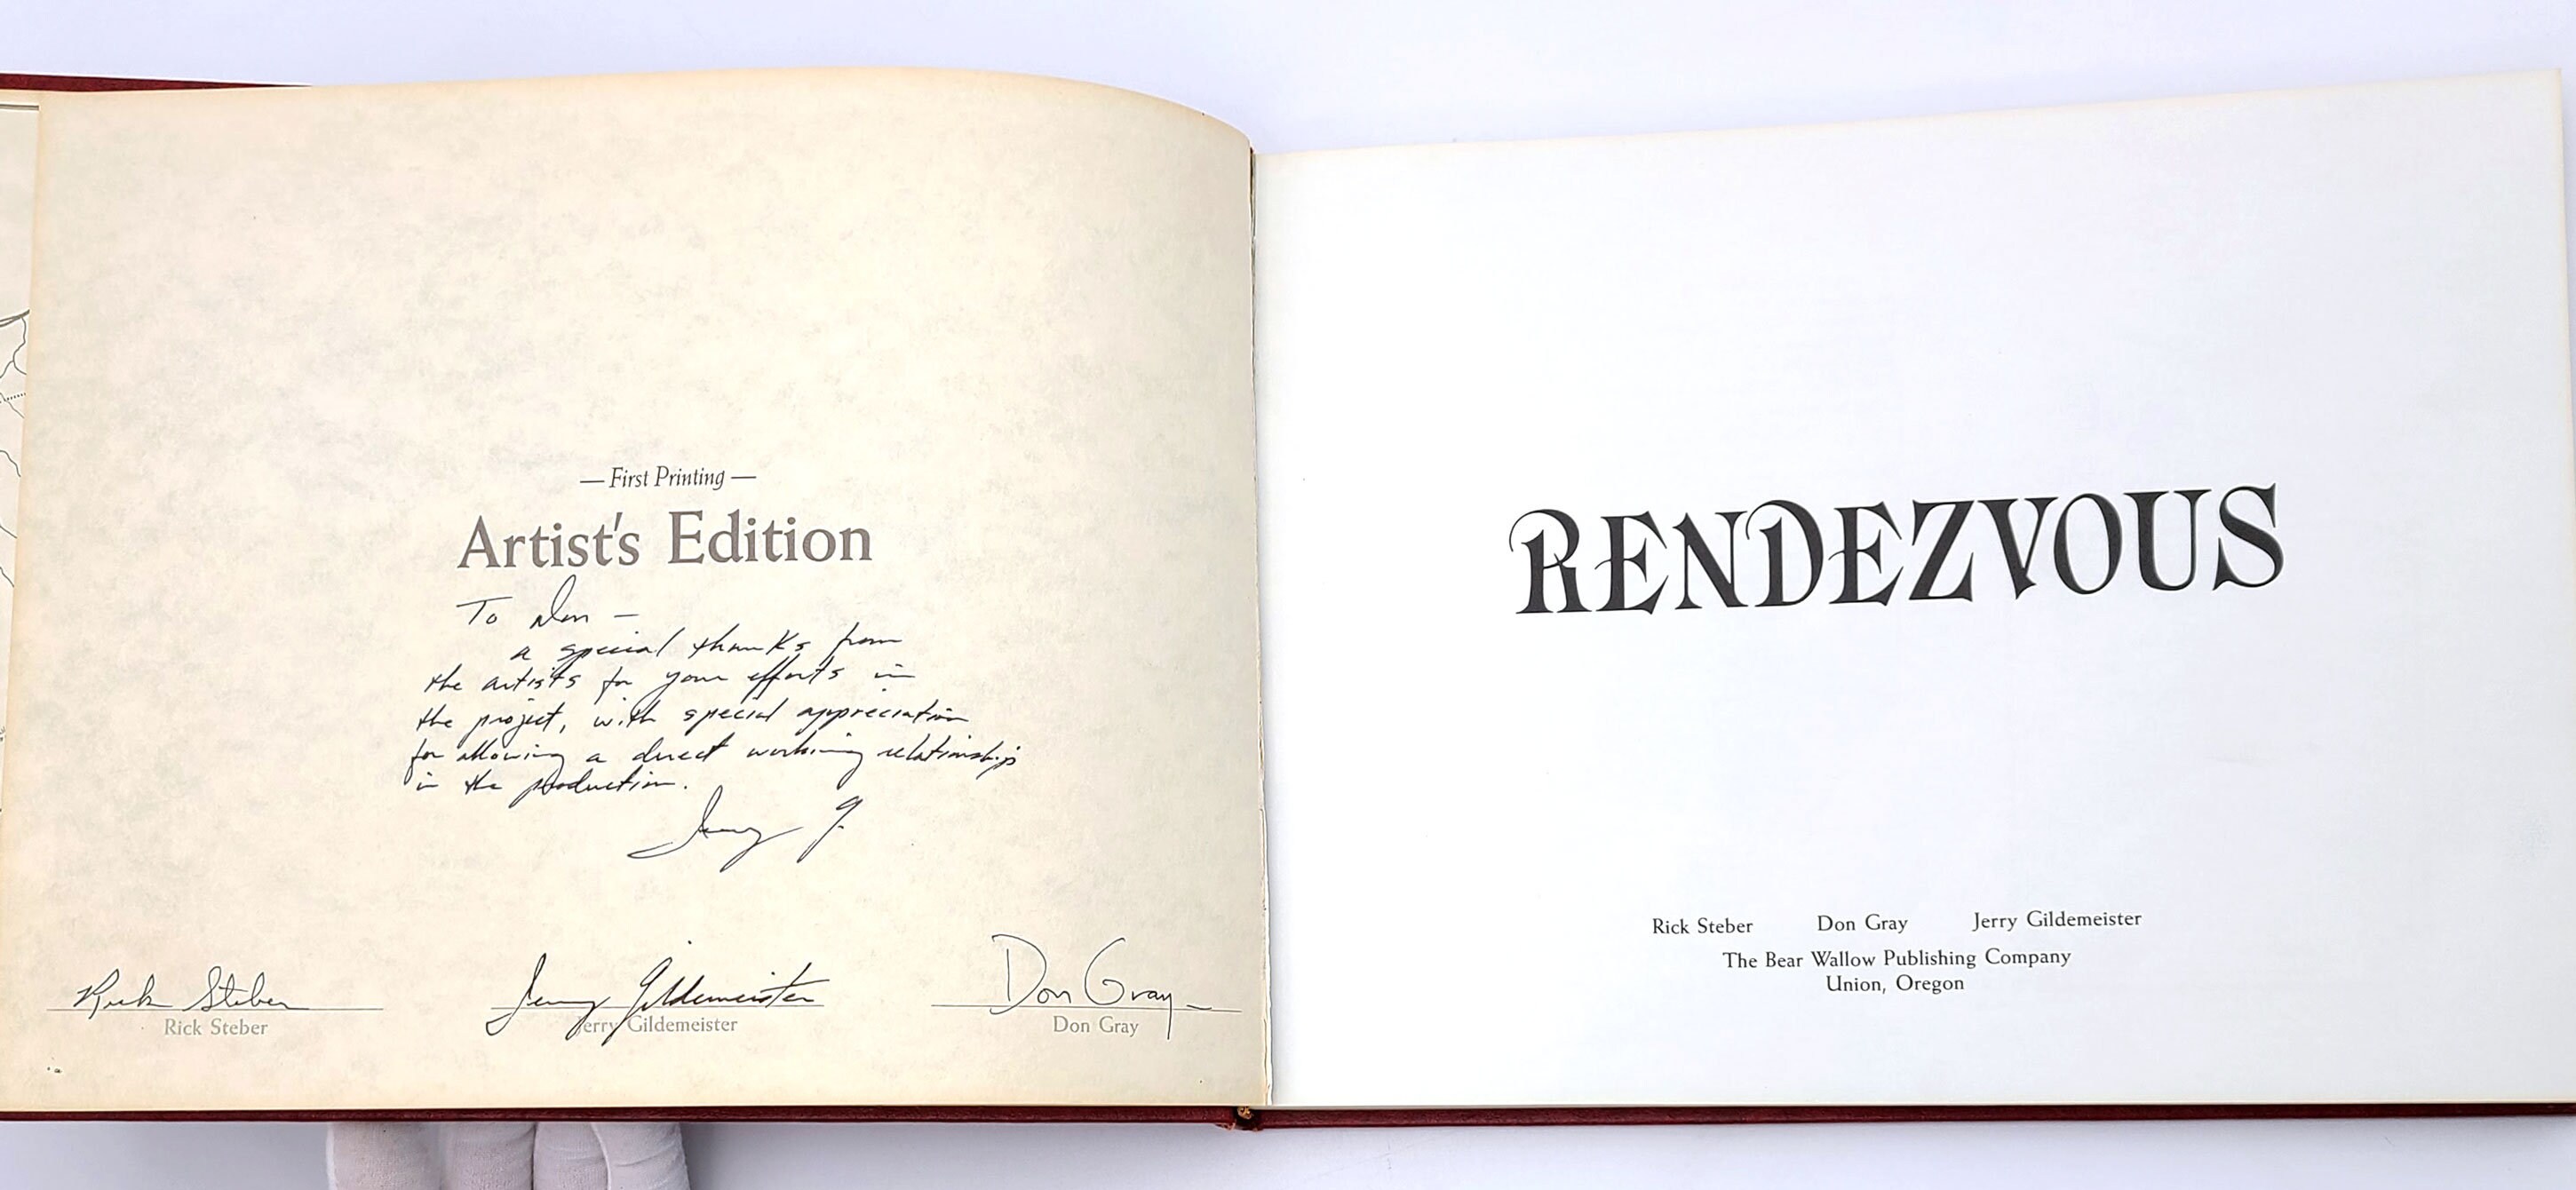 — First Printing —
Artist's Edition
To Don —
a special thanks from
the artists for your efforts in
the project, with special appreciation
for allowing a direct working relationship
in the production.
Jerry G.
Rick Steber
Jerry Gildemeister
Don Gray
Rick Steber
Jerry Gildemeister
Don Gray
RENDEZVOUS
Rick Steber Don Gray Jerry Gildemeister
The Bear Wallow Publishing Company
Union, Oregon